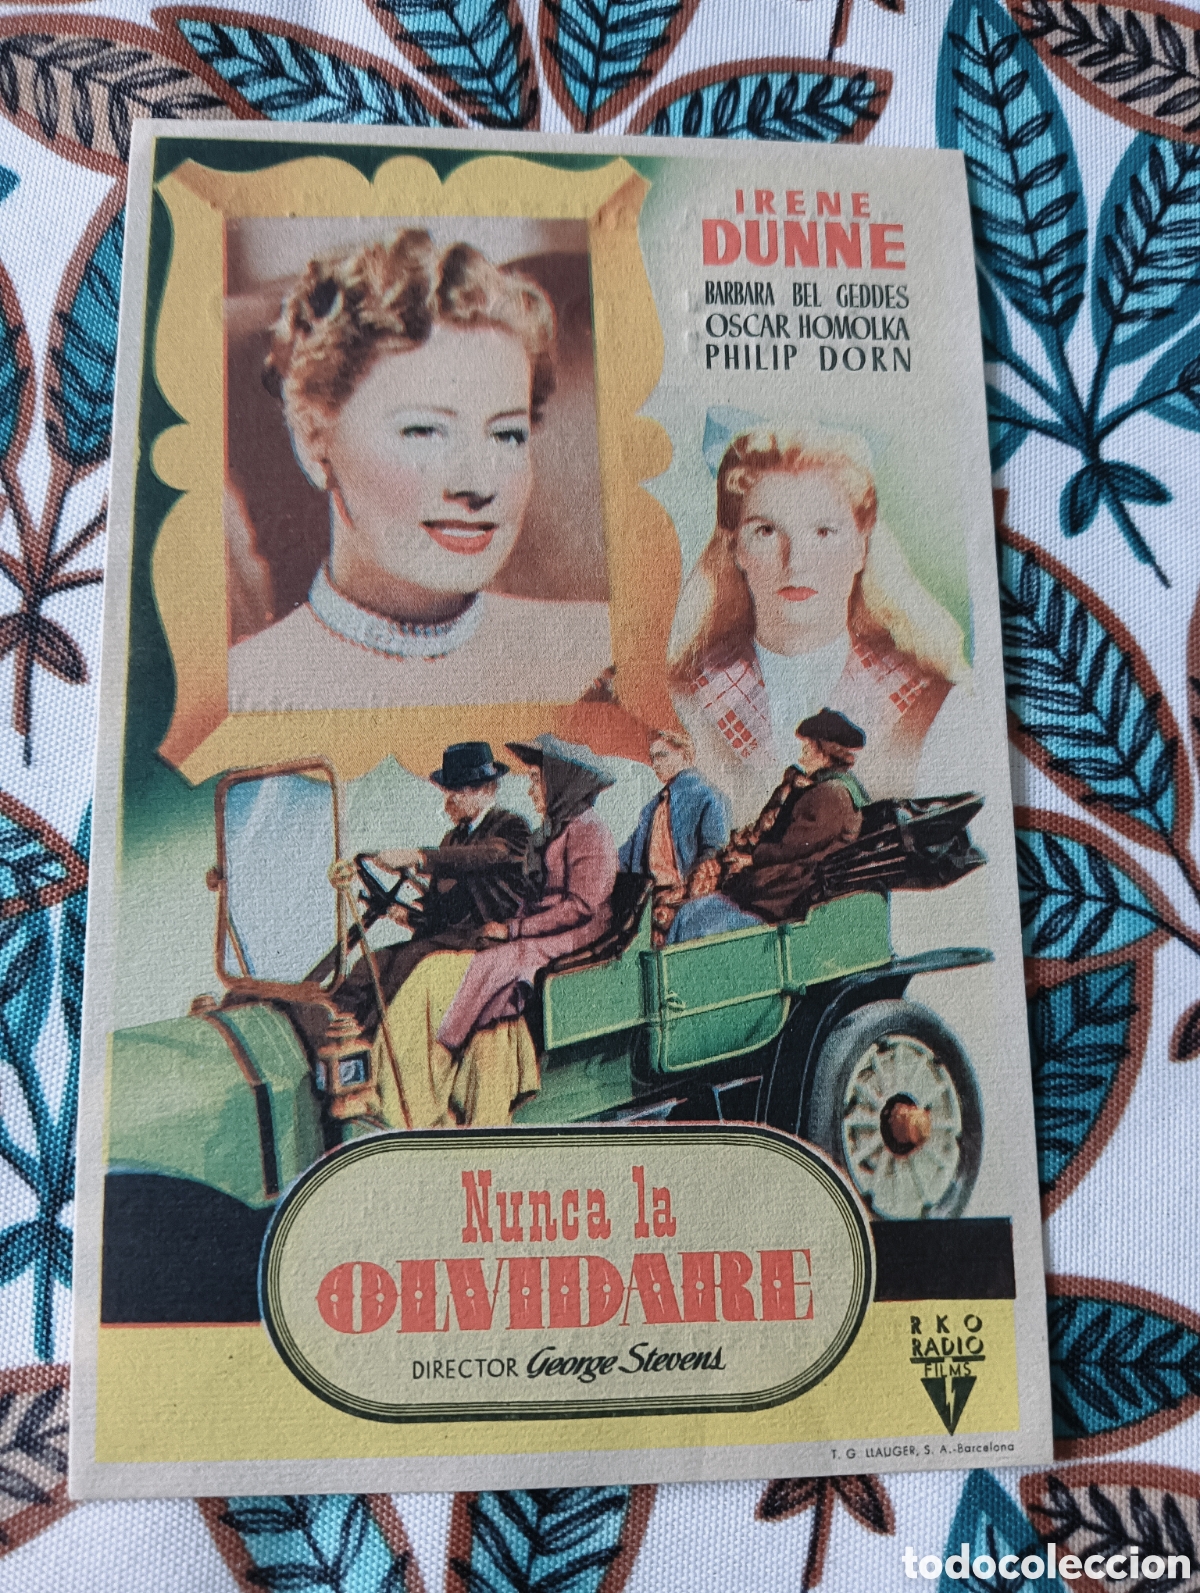 IRENE
DUNNE
BARBARA BEL GEDDES
OSCAR HOMOLKA
PHILIP DORN
Nunca la
OLVIDARE
DIRECTOR George Stevens
RKO
RADIO
FILMS
T. G. LLAUGER, S. A.-Barcelona
todocoleccion